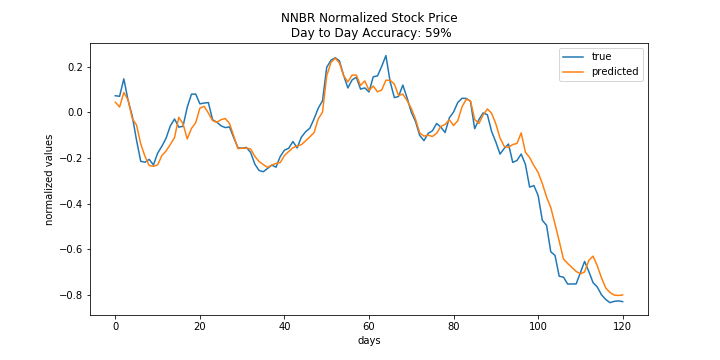 NNBR Normalized Stock Price
Day to Day Accuracy: 59%
true
predicted
normalized values
0.2
0.0
−0.2
−0.4
−0.6
−0.8
0
20
40
60
80
100
120
days